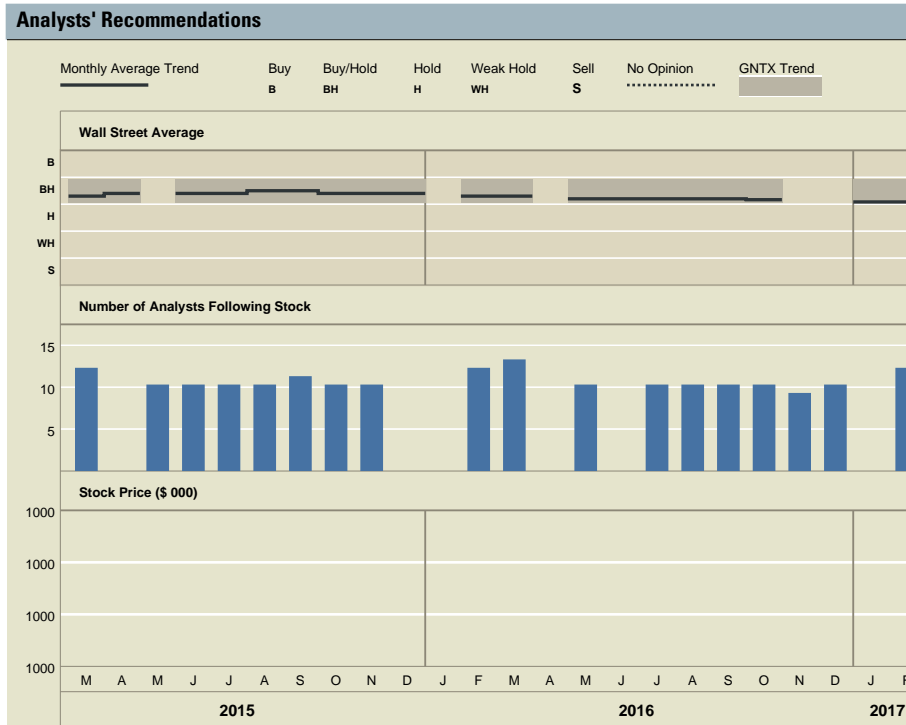 Analysts' Recommendations
Monthly Average Trend Buy Buy/Hold Hold Weak Hold Sell No Opinion GNTX Trend
B BH H WH S
Wall Street Average
B
BH
H
WH
S
Number of Analysts Following Stock
15
10
5
Stock Price ($ 000)
1000
1000
1000
1000
M A M J J A S O N D J F M A M J J A S O N D J F
2015 2016 2017